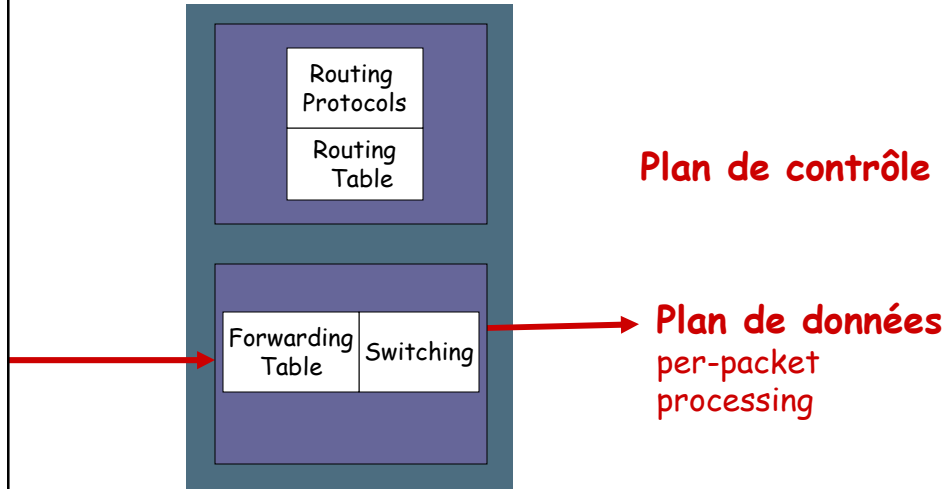 Routing
Protocols
Routing
Table
Plan de contrôle
Forwarding
Table
Switching
Plan de données
per-packet
processing